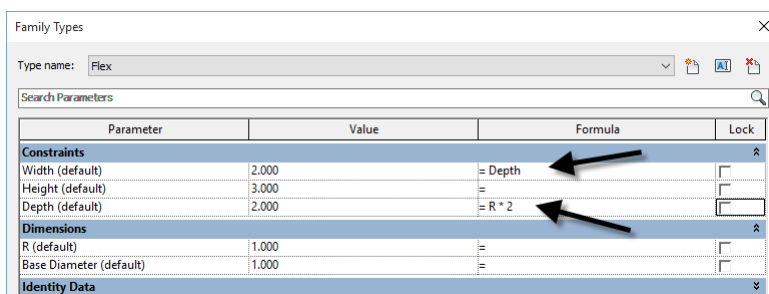 Family Types
Type name: Flex
Search Parameters
Parameter Value Formula Lock
Constraints
Width (default) 2.000 = Depth
Height (default) 3.000 =
Depth (default) 2.000 = R * 2
Dimensions
R (default) 1.000 =
Base Diameter (default) 1.000 =
Identity Data